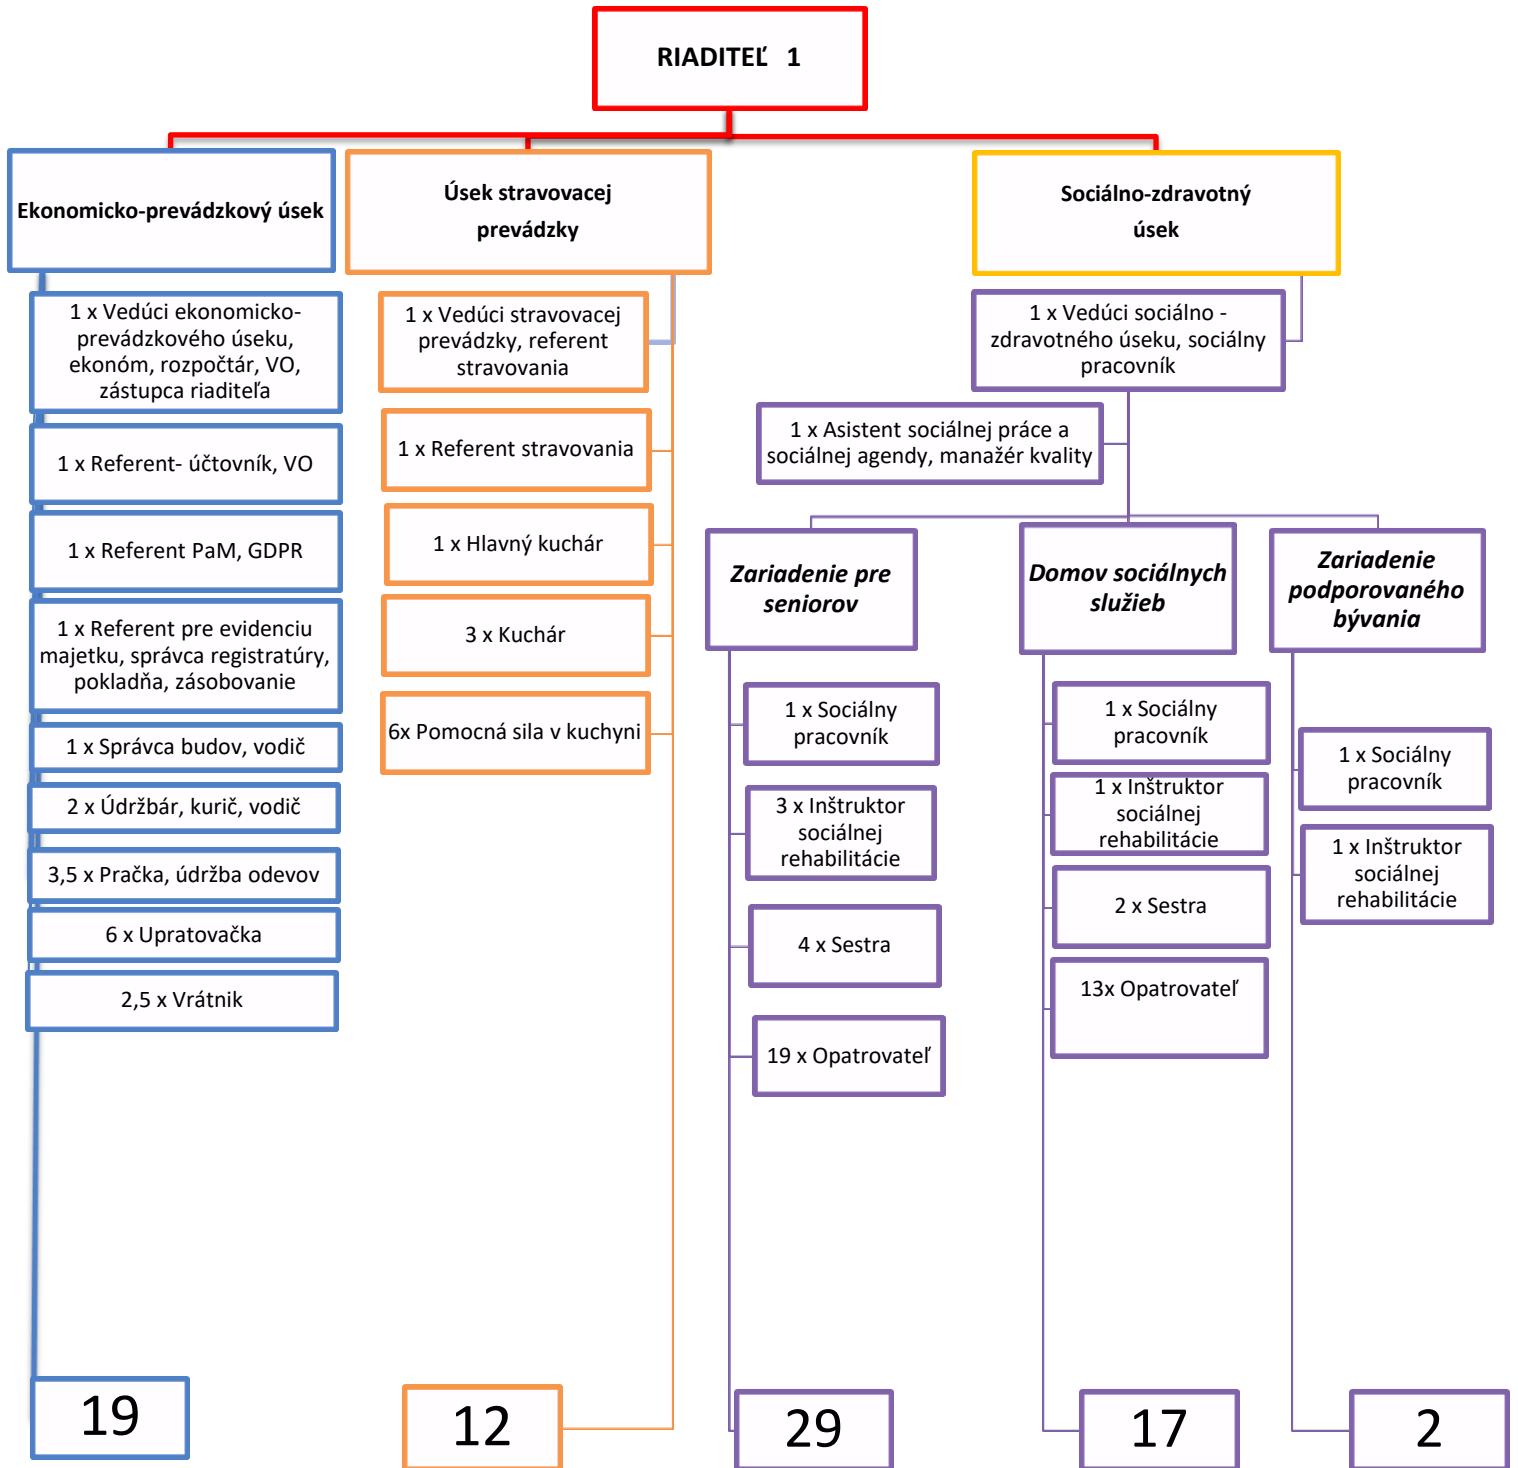 RIADITEĽ 1
Ekonomicko-prevádzkový úsek
1 x Vedúci ekonomicko-
prevádzkového úseku,
ekonóm, rozpočtár, VO,
zástupca riaditeľa
1 x Referent- účtovník, VO
1 x Referent PaM, GDPR
1 x Referent pre evidenciu
majetku, správca registratúry,
pokladňa, zásobovanie
1 x Správca budov, vodič
2 x Údržbár, kurič, vodič
3,5 x Pračka, údržba odevov
6 x Upratovačka
2,5 x Vrátnik
19
Úsek stravovacej
prevádzky
1 x Vedúci stravovacej
prevádzky, referent
stravovania
1 x Referent stravovania
1 x Hlavný kuchár
3 x Kuchár
6x Pomocná sila v kuchyni
12
Sociálno-zdravotný
úsek
1 x Vedúci sociálno -
zdravotného úseku, sociálny
pracovník
1 x Asistent sociálnej práce a
sociálnej agendy, manažér kvality
Zariadenie pre
seniorov
1 x Sociálny
pracovník
3 x Inštruktor
sociálnej
rehabilitácie
4 x Sestra
19 x Opatrovateľ
29
Domov sociálnych
služieb
1 x Sociálny
pracovník
1 x Inštruktor
sociálnej
rehabilitácie
2 x Sestra
13x Opatrovateľ
17
Zariadenie
podporovaného
bývania
1 x Sociálny
pracovník
1 x Inštruktor
sociálnej
rehabilitácie
2